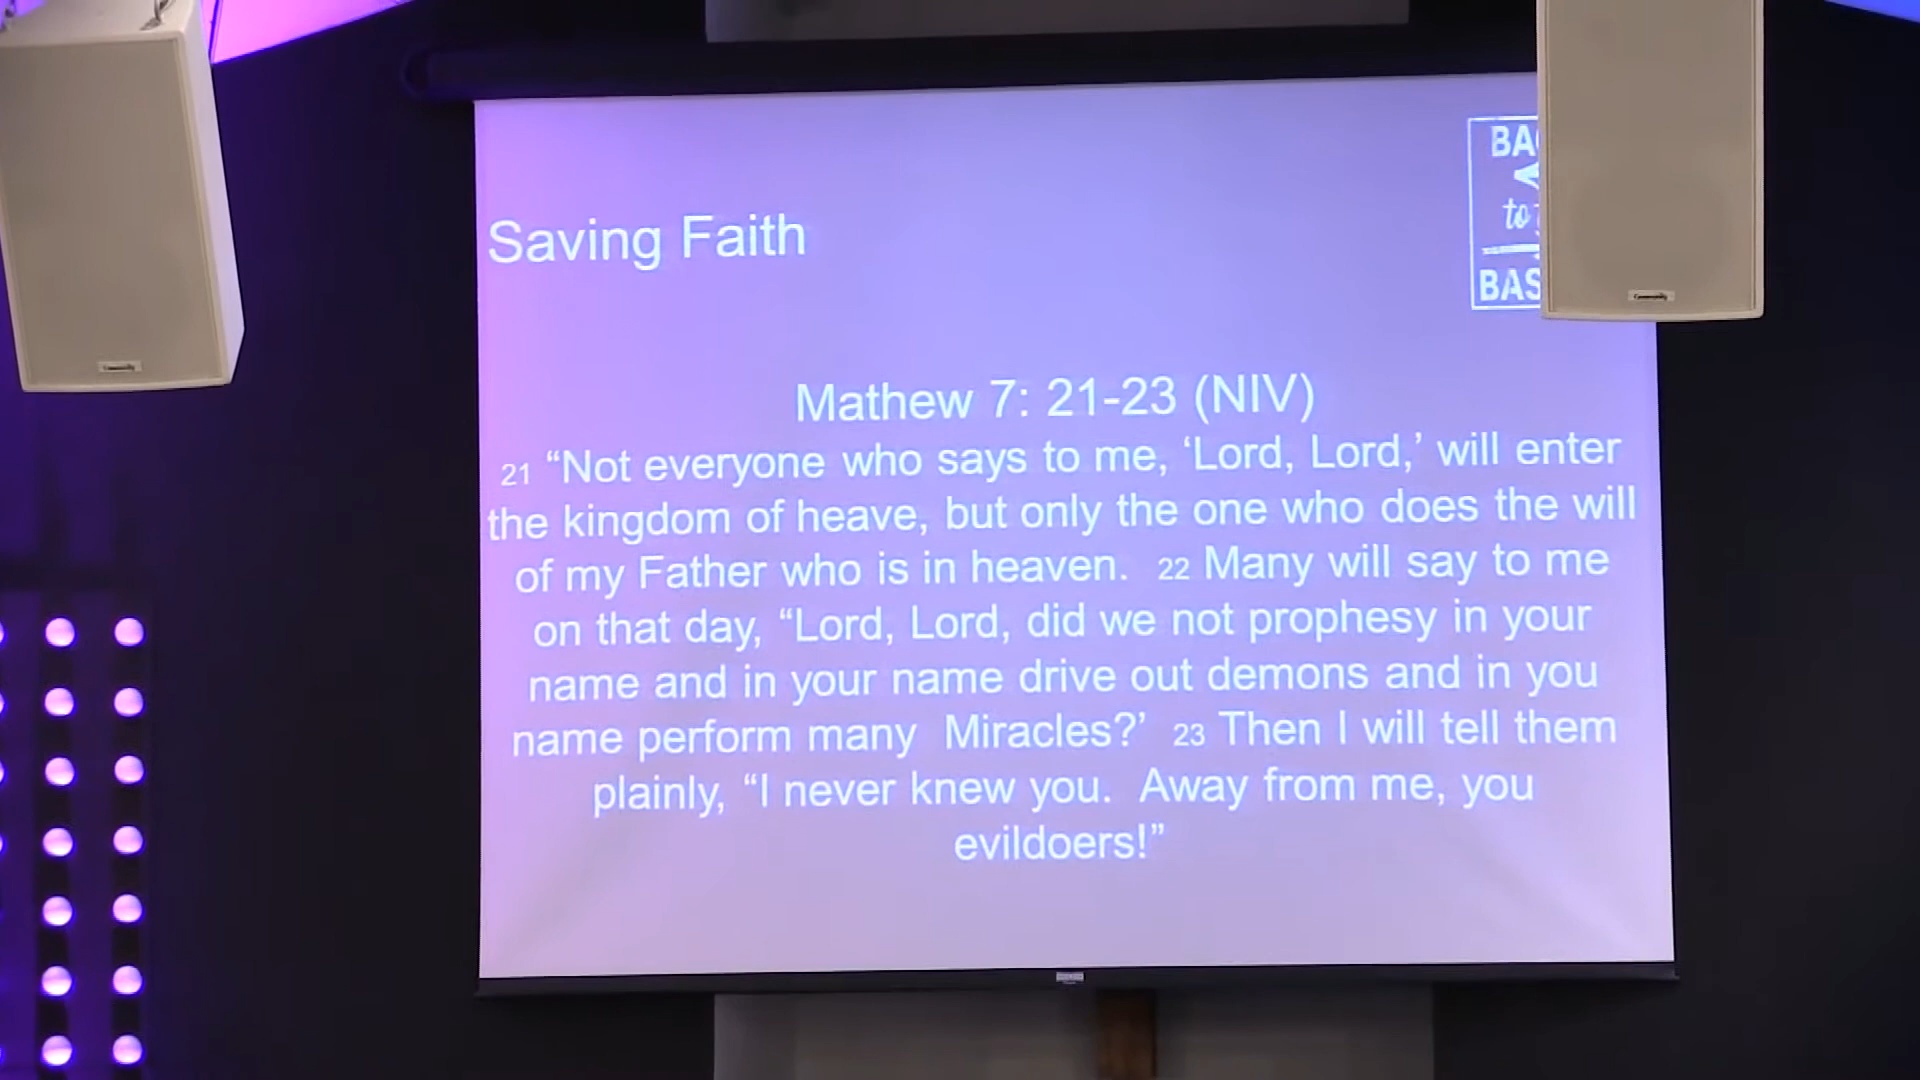 Saving Faith
to
Mathew 7: 21-23 (NIV)
21 “Not everyone who says to me, ‘Lord, Lord,’ will enter
the kingdom of heave, but only the one who does the will
of my Father who is in heaven. 22 Many will say to me
on that day, “Lord, Lord, did we not prophesy in your
name and in your name drive out demons and in you
name perform many Miracles?’ 23 Then I will tell them
plainly, “I never knew you. Away from me, you
evildoers!”
Community
Community